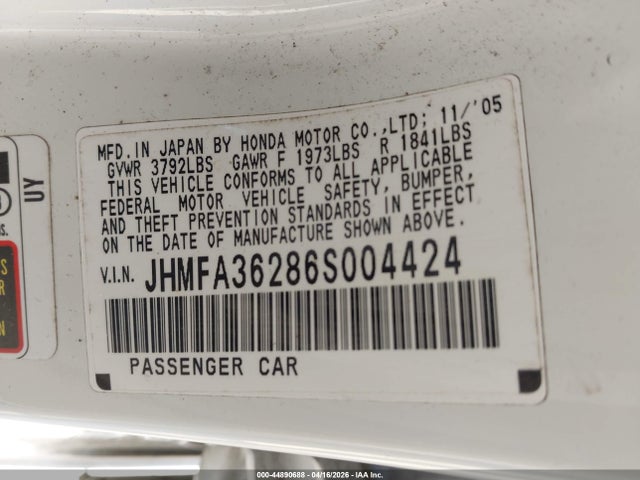 MFD.IN JAPAN BY HONDA MOTOR CO.,LTD; 11/'05
GVWR 3792LBS GAWR F 1973LBS R 1841LBS
THIS VEHICLE CONFORMS TO ALL APPLICABLE
FEDERAL MOTOR VEHICLE SAFETY, BUMPER,
AND THEFT PREVENTION STANDARDS IN EFFECT
ON THE DATE OF MANUFACTURE SHOWN ABOVE.
V.I.N. JHMFA36286S004424
PASSENGER CAR
UY
000-44890688 - 04/16/2026 - IAA Inc.